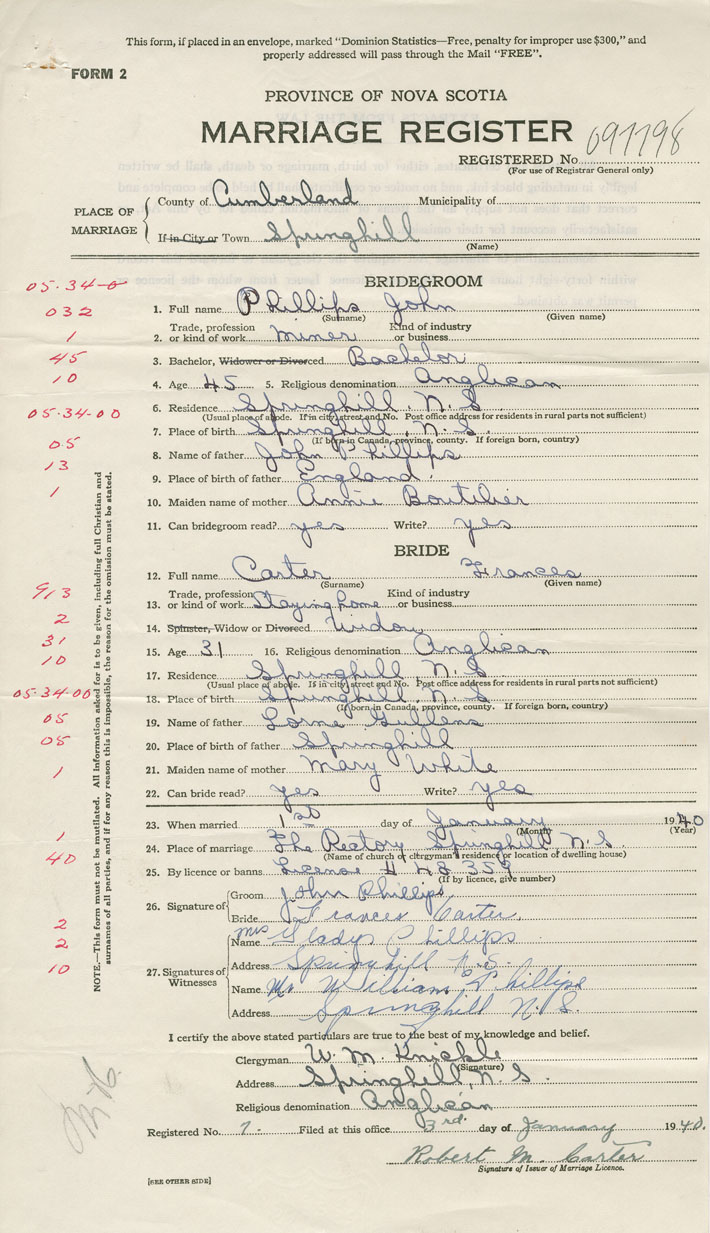 This form, if placed in an envelope, marked "Dominion Statistics—Free, penalty for improper use $300," and
properly addressed will pass through the Mail "FREE".
FORM 2
PROVINCE OF NOVA SCOTIA
MARRIAGE REGISTER
REGISTERED No. 091798
(For use of Registrar General only)
PLACE OF MARRIAGE
County of Cumberland Municipality of
If in City or Town Springhill
(Name)
BRIDEGROOM
05-34-0
1. Full name Phillips John
(Surname) (Given name)
032
2. Trade, profession or kind of work Miner Kind of industry or business
1
3. Bachelor, Widower or Divorced Bachelor
45
4. Age 45 5. Religious denomination Anglican
10
6. Residence Springhill, N.S
(Usual place of abode. If in city street and No. Post office address for residents in rural parts not sufficient)
05-34-00
7. Place of birth Springhill, N.S.
(If born in Canada, province, county. If foreign born, country)
05
8. Name of father John Phillips
13
9. Place of birth of father England.
1
10. Maiden name of mother Annie Boutilier
11. Can bridegroom read? yes Write? yes
BRIDE
12. Full name Carter Frances
(Surname) (Given name)
913
13. Trade, profession or kind of work Staying home Kind of industry or business
2
14. Spinster, Widow or Divorced Widow
31
15. Age 31 16. Religious denomination Anglican
10
17. Residence Springhill N.S
(Usual place of abode. If in city street and No. Post office address for residents in rural parts not sufficient)
05-34-00
18. Place of birth Springhill, N.S
(If born in Canada, province, county. If foreign born, country)
05
19. Name of father Lorne
05
20. Place of birth of father Springhill
21. Maiden name of mother Mary White
1
22. Can bride read? yes Write? yes
23. When married 1st day of January 1940
(Month) (Year)
1
24. Place of marriage The Rectory Springhill N.S.
(Name of church or clergyman's residence or location of dwelling house)
40
25. By licence or banns Licence # 48359
(If by licence, give number)
26. Signature of
Groom John Phillips
Bride Frances Carter.
2
27. Signatures of Witnesses
Name Mrs Gladys Phillips
2
Address Springhill N.S.
10
Name Mr William Phillips
Address Springhill N.S.
NOTE.—This form must not be mutilated. All information asked for is to be given, including full Christian and
surnames of all parties, and if for any reason this is impossible, the reason for the omission must be stated.
I certify the above stated particulars are true to the best of my knowledge and belief.
Clergyman W. M. Knickle
(Signature)
Address Springhill, N.S.
Religious denomination Anglican
Registered No. 7. Filed at this office 3rd. day of January 1940.
Robert M. Carter
Signature of Issuer of Marriage Licence.
[SEE OTHER SIDE]